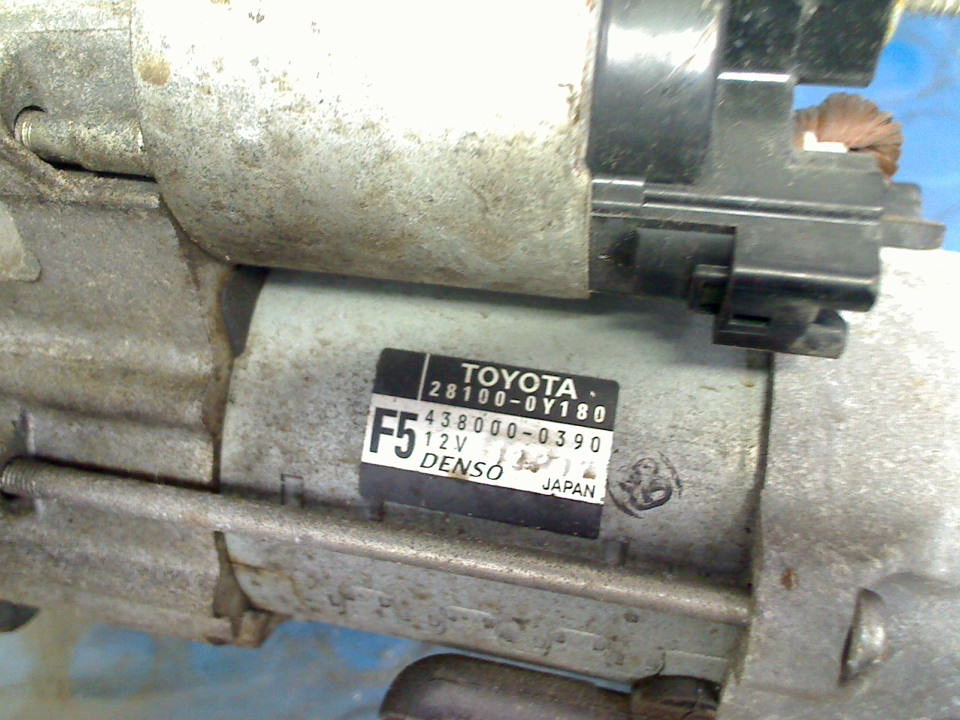 TOYOTA
28100-0Y180
F5
438000-0390
12V
DENSO
JAPAN